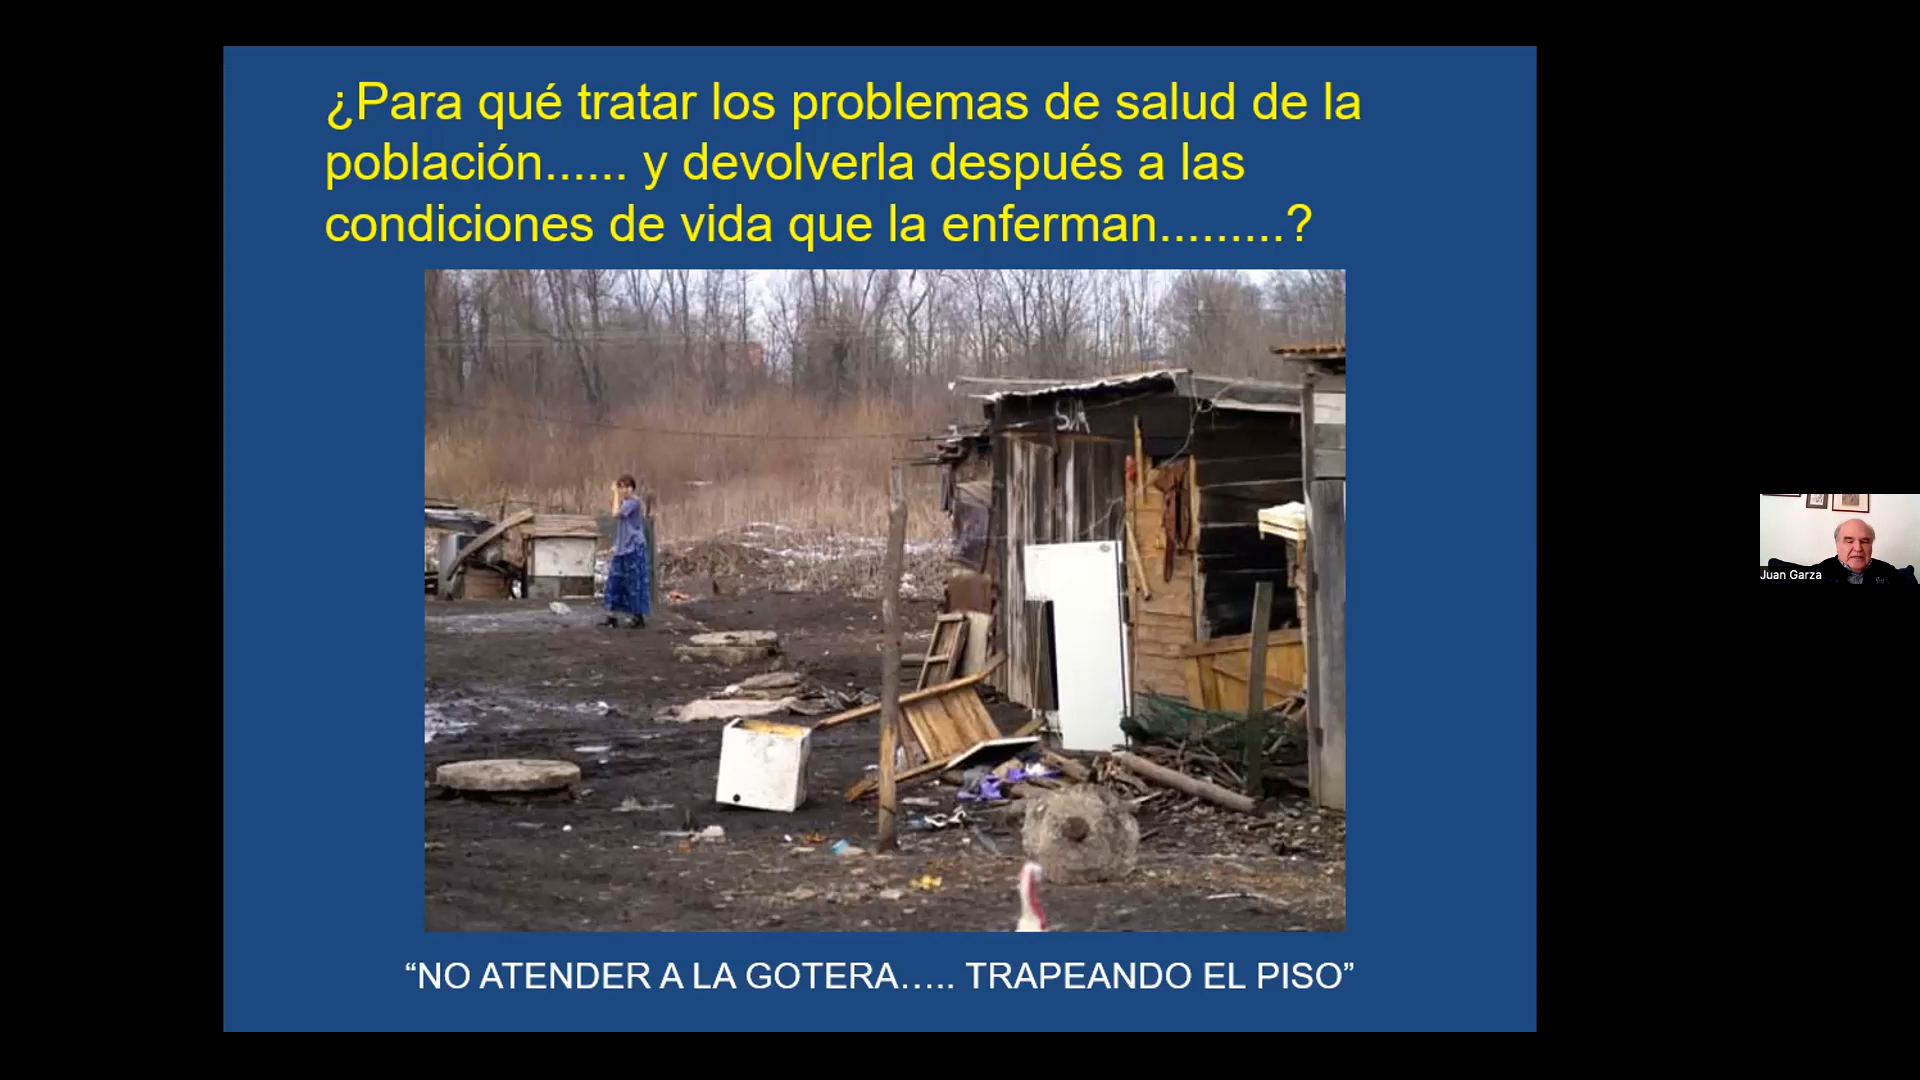 ¿Para qué tratar los problemas de salud de la
población...... y devolverla después a las
condiciones de vida que la enferman.........?
“NO ATENDER A LA GOTERA….. TRAPEANDO EL PISO”
Juan Garza